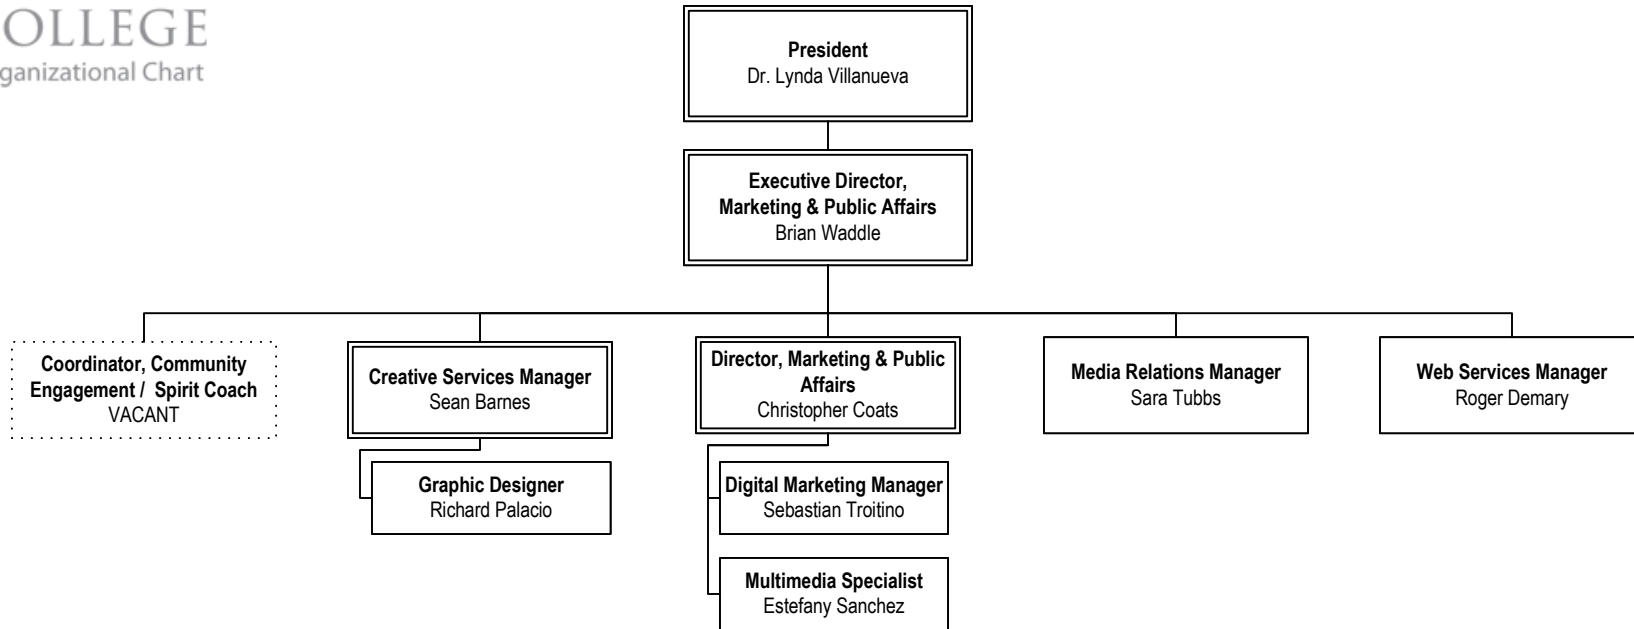 OLLEGE
ganizational Chart
President
Dr. Lynda Villanueva
Executive Director,
Marketing & Public Affairs
Brian Waddle
Coordinator, Community
Engagement / Spirit Coach
VACANT
Creative Services Manager
Sean Barnes
Director, Marketing & Public
Affairs
Christopher Coats
Media Relations Manager
Sara Tubbs
Web Services Manager
Roger Demary
Graphic Designer
Richard Palacio
Digital Marketing Manager
Sebastian Troitino
Multimedia Specialist
Estefany Sanchez